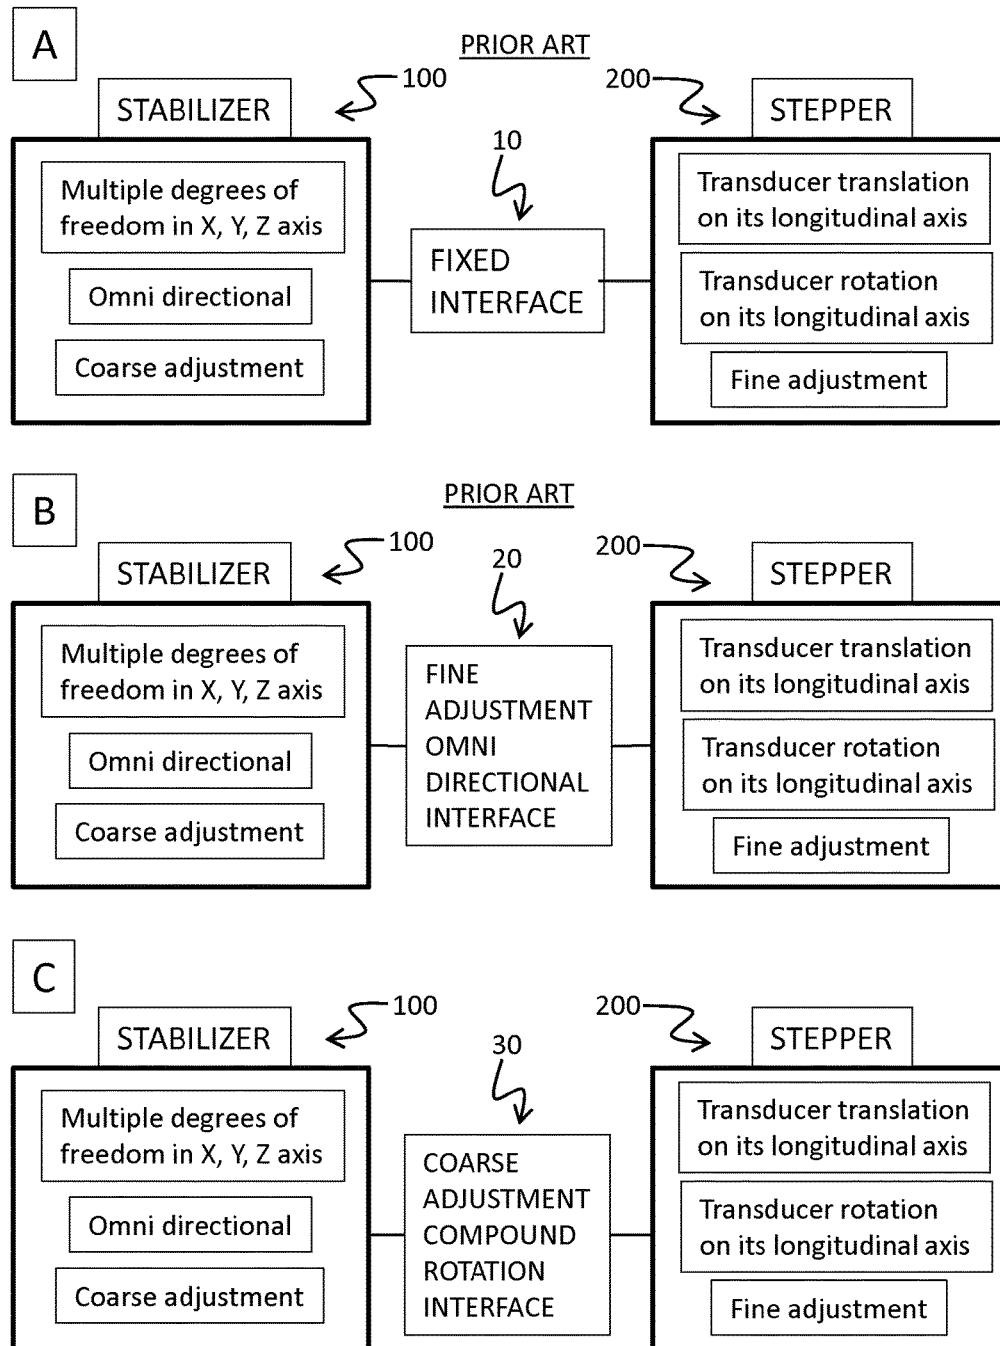 A
PRIOR ART
100
200
STABILIZER
STEPPER
10
Multiple degrees of
freedom in X, Y, Z axis
Omni directional
Coarse adjustment
FIXED
INTERFACE
Transducer translation
on its longitudinal axis
Transducer rotation
on its longitudinal axis
Fine adjustment
B
PRIOR ART
100
20
200
STABILIZER
STEPPER
Multiple degrees of
freedom in X, Y, Z axis
Omni directional
Coarse adjustment
FINE
ADJUSTMENT
OMNI
DIRECTIONAL
INTERFACE
Transducer translation
on its longitudinal axis
Transducer rotation
on its longitudinal axis
Fine adjustment
C
100
200
STABILIZER
30
STEPPER
Multiple degrees of
freedom in X, Y, Z axis
Omni directional
Coarse adjustment
COARSE
ADJUSTMENT
COMPOUND
ROTATION
INTERFACE
Transducer translation
on its longitudinal axis
Transducer rotation
on its longitudinal axis
Fine adjustment